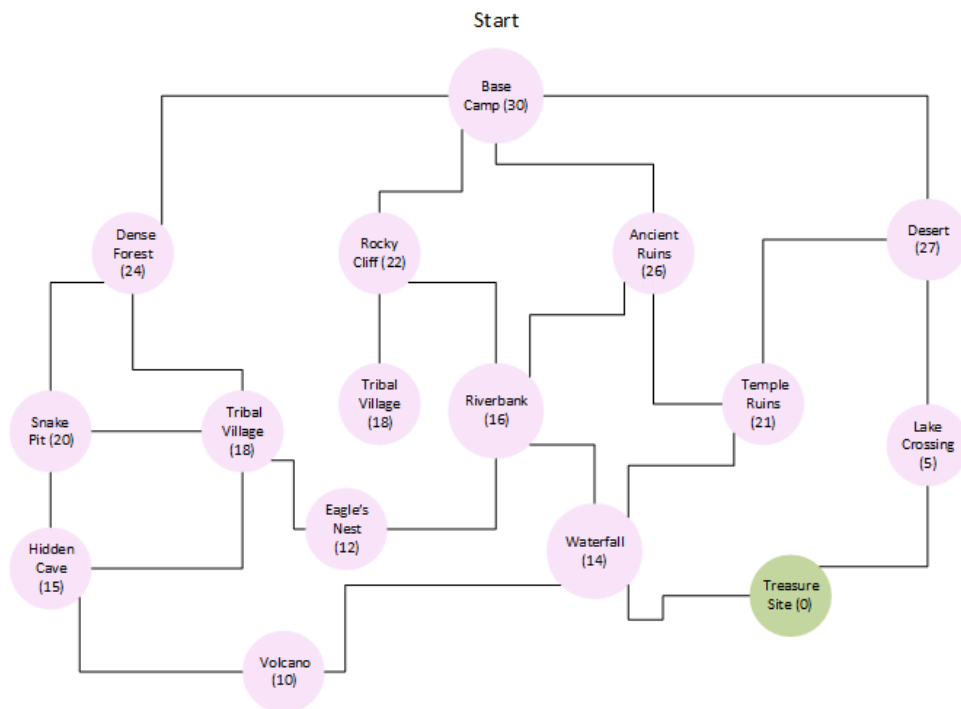 Start
Base
Camp (30)
Dense
Forest
(24)
Rocky
Cliff (22)
Ancient
Ruins
(26)
Desert
(27)
Snake
Pit (20)
Tribal
Village
(18)
Tribal
Village
(18)
Riverbank
(16)
Temple
Ruins
(21)
Lake
Crossing
(5)
Hidden
Cave
(15)
Eagle's
Nest
(12)
Waterfall
(14)
Treasure
Site (0)
Volcano
(10)